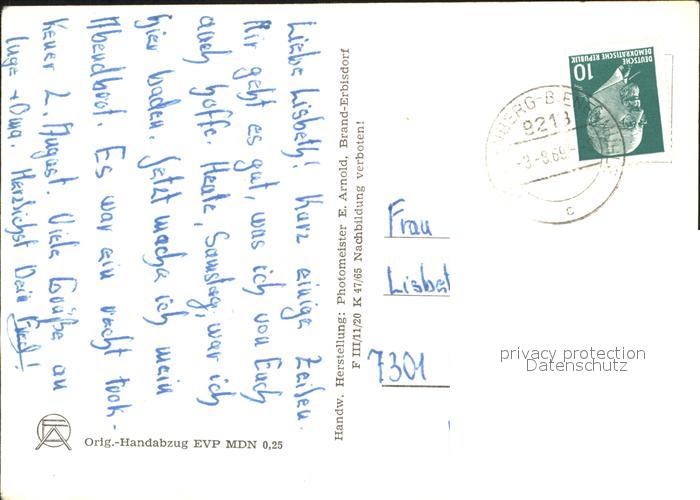 Liebe Lisbeth! Kurz einige Zeilen.
Mir geht es gut, was ich von Euch
auch hoffe. Heute, Samstag, war ich
hier baden. Jetzt mache ich mein
Abendbrot. Es war ein recht trok-
kener 2. August. Viele Grüße an
Inge + Oma. Herzlichst Dein
Handw. Herstellung: Photomeister E. Arnold, Brand-Erbisdorf
F III/11/20 K 47/65 Nachbildung verboten!
Orig.-Handabzug EVP MDN 0,25
DEUTSCHE
DEMOKRATISCHE REPUBLIK
10
c
Frau
Lisbet
7301
privacy protection
Datenschutz